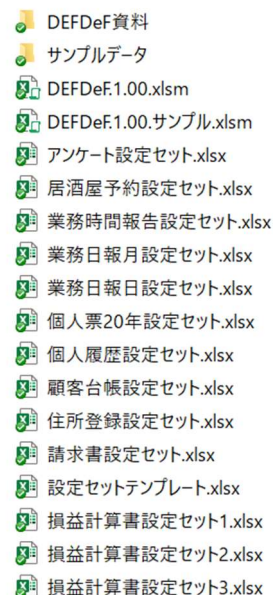 DEFDeF資料
サンプルデータ
DEFDeF.1.00.xlsm
DEFDeF.1.00.サンプル.xlsm
アンケート設定セット.xlsx
居酒屋予約設定セット.xlsx
業務時間報告設定セット.xlsx
業務日報月設定セット.xlsx
業務日報日設定セット.xlsx
個人票20年設定セット.xlsx
個人履歴設定セット.xlsx
顧客台帳設定セット.xlsx
住所登録設定セット.xlsx
請求書設定セット.xlsx
設定セットテンプレート.xlsx
損益計算書設定セット1.xlsx
損益計算書設定セット2.xlsx
損益計算書設定セット3.xlsx